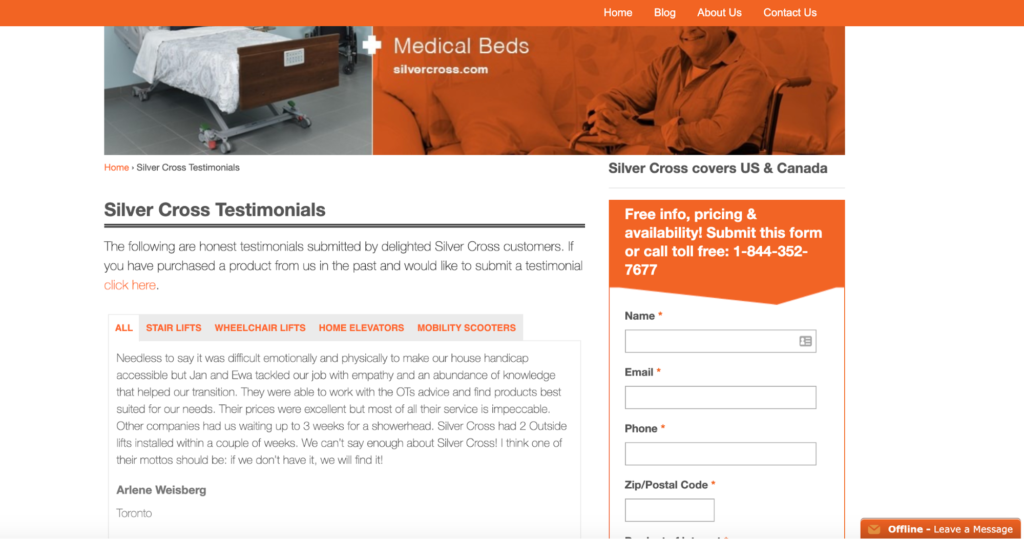 Home Blog About Us Contact Us
Medical Beds
silvercross.com
Home › Silver Cross Testimonials
Silver Cross covers US & Canada
Silver Cross Testimonials
The following are honest testimonials submitted by delighted Silver Cross customers. If
you have purchased a product from us in the past and would like to submit a testimonial
click here.
ALL STAIR LIFTS WHEELCHAIR LIFTS HOME ELEVATORS MOBILITY SCOOTERS
Needless to say it was difficult emotionally and physically to make our house handicap
accessible but Jan and Ewa tackled our job with empathy and an abundance of knowledge
that helped our transition. They were able to work with the OTs advice and find products best
suited for our needs. Their prices were excellent but most of all their service is impeccable.
Other companies had us waiting up to 3 weeks for a showerhead. Silver Cross had 2 Outside
lifts installed within a couple of weeks. We can't say enough about Silver Cross! I think one of
their mottos should be: if we don't have it, we will find it!
Arlene Weisberg
Toronto
Free info, pricing &
availability! Submit this form
or call toll free: 1-844-352-
7677
Name *
Email *
Phone *
Zip/Postal Code *
Offline - Leave a Message